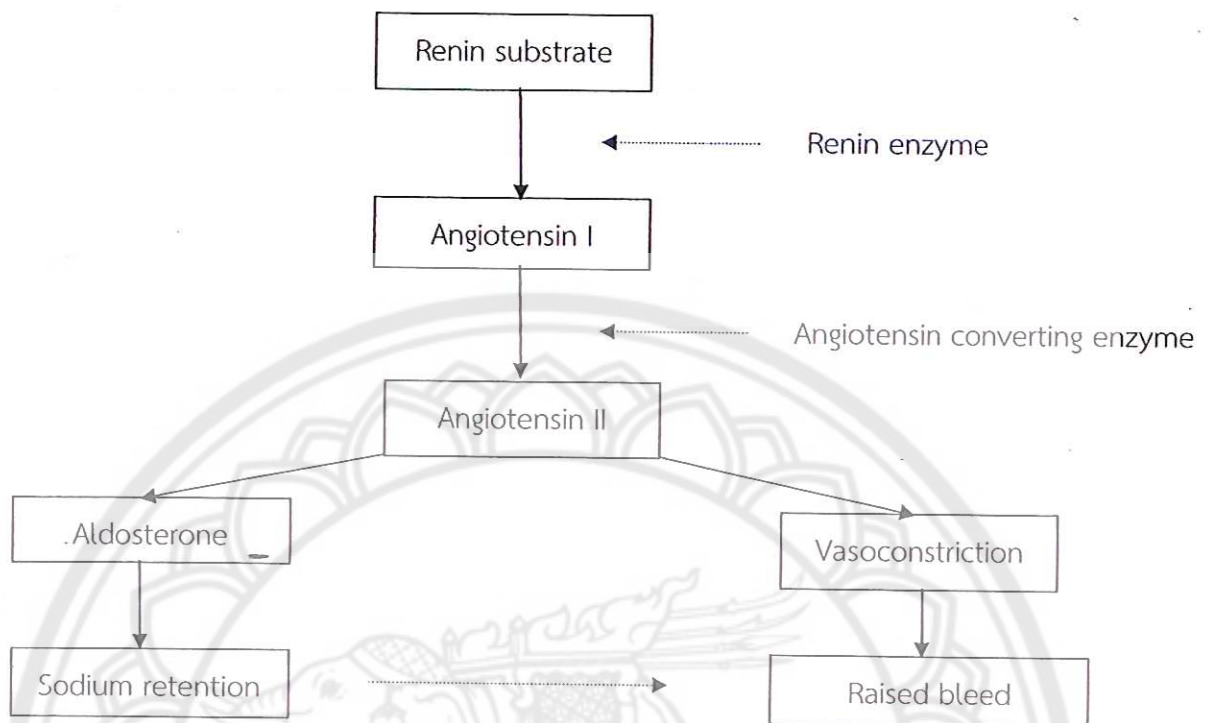 Renin substrate
Renin enzyme
Angiotensin I
Angiotensin converting enzyme
Angiotensin II
.Aldosterone
Vasoconstriction
Sodium retention
Raised bleed